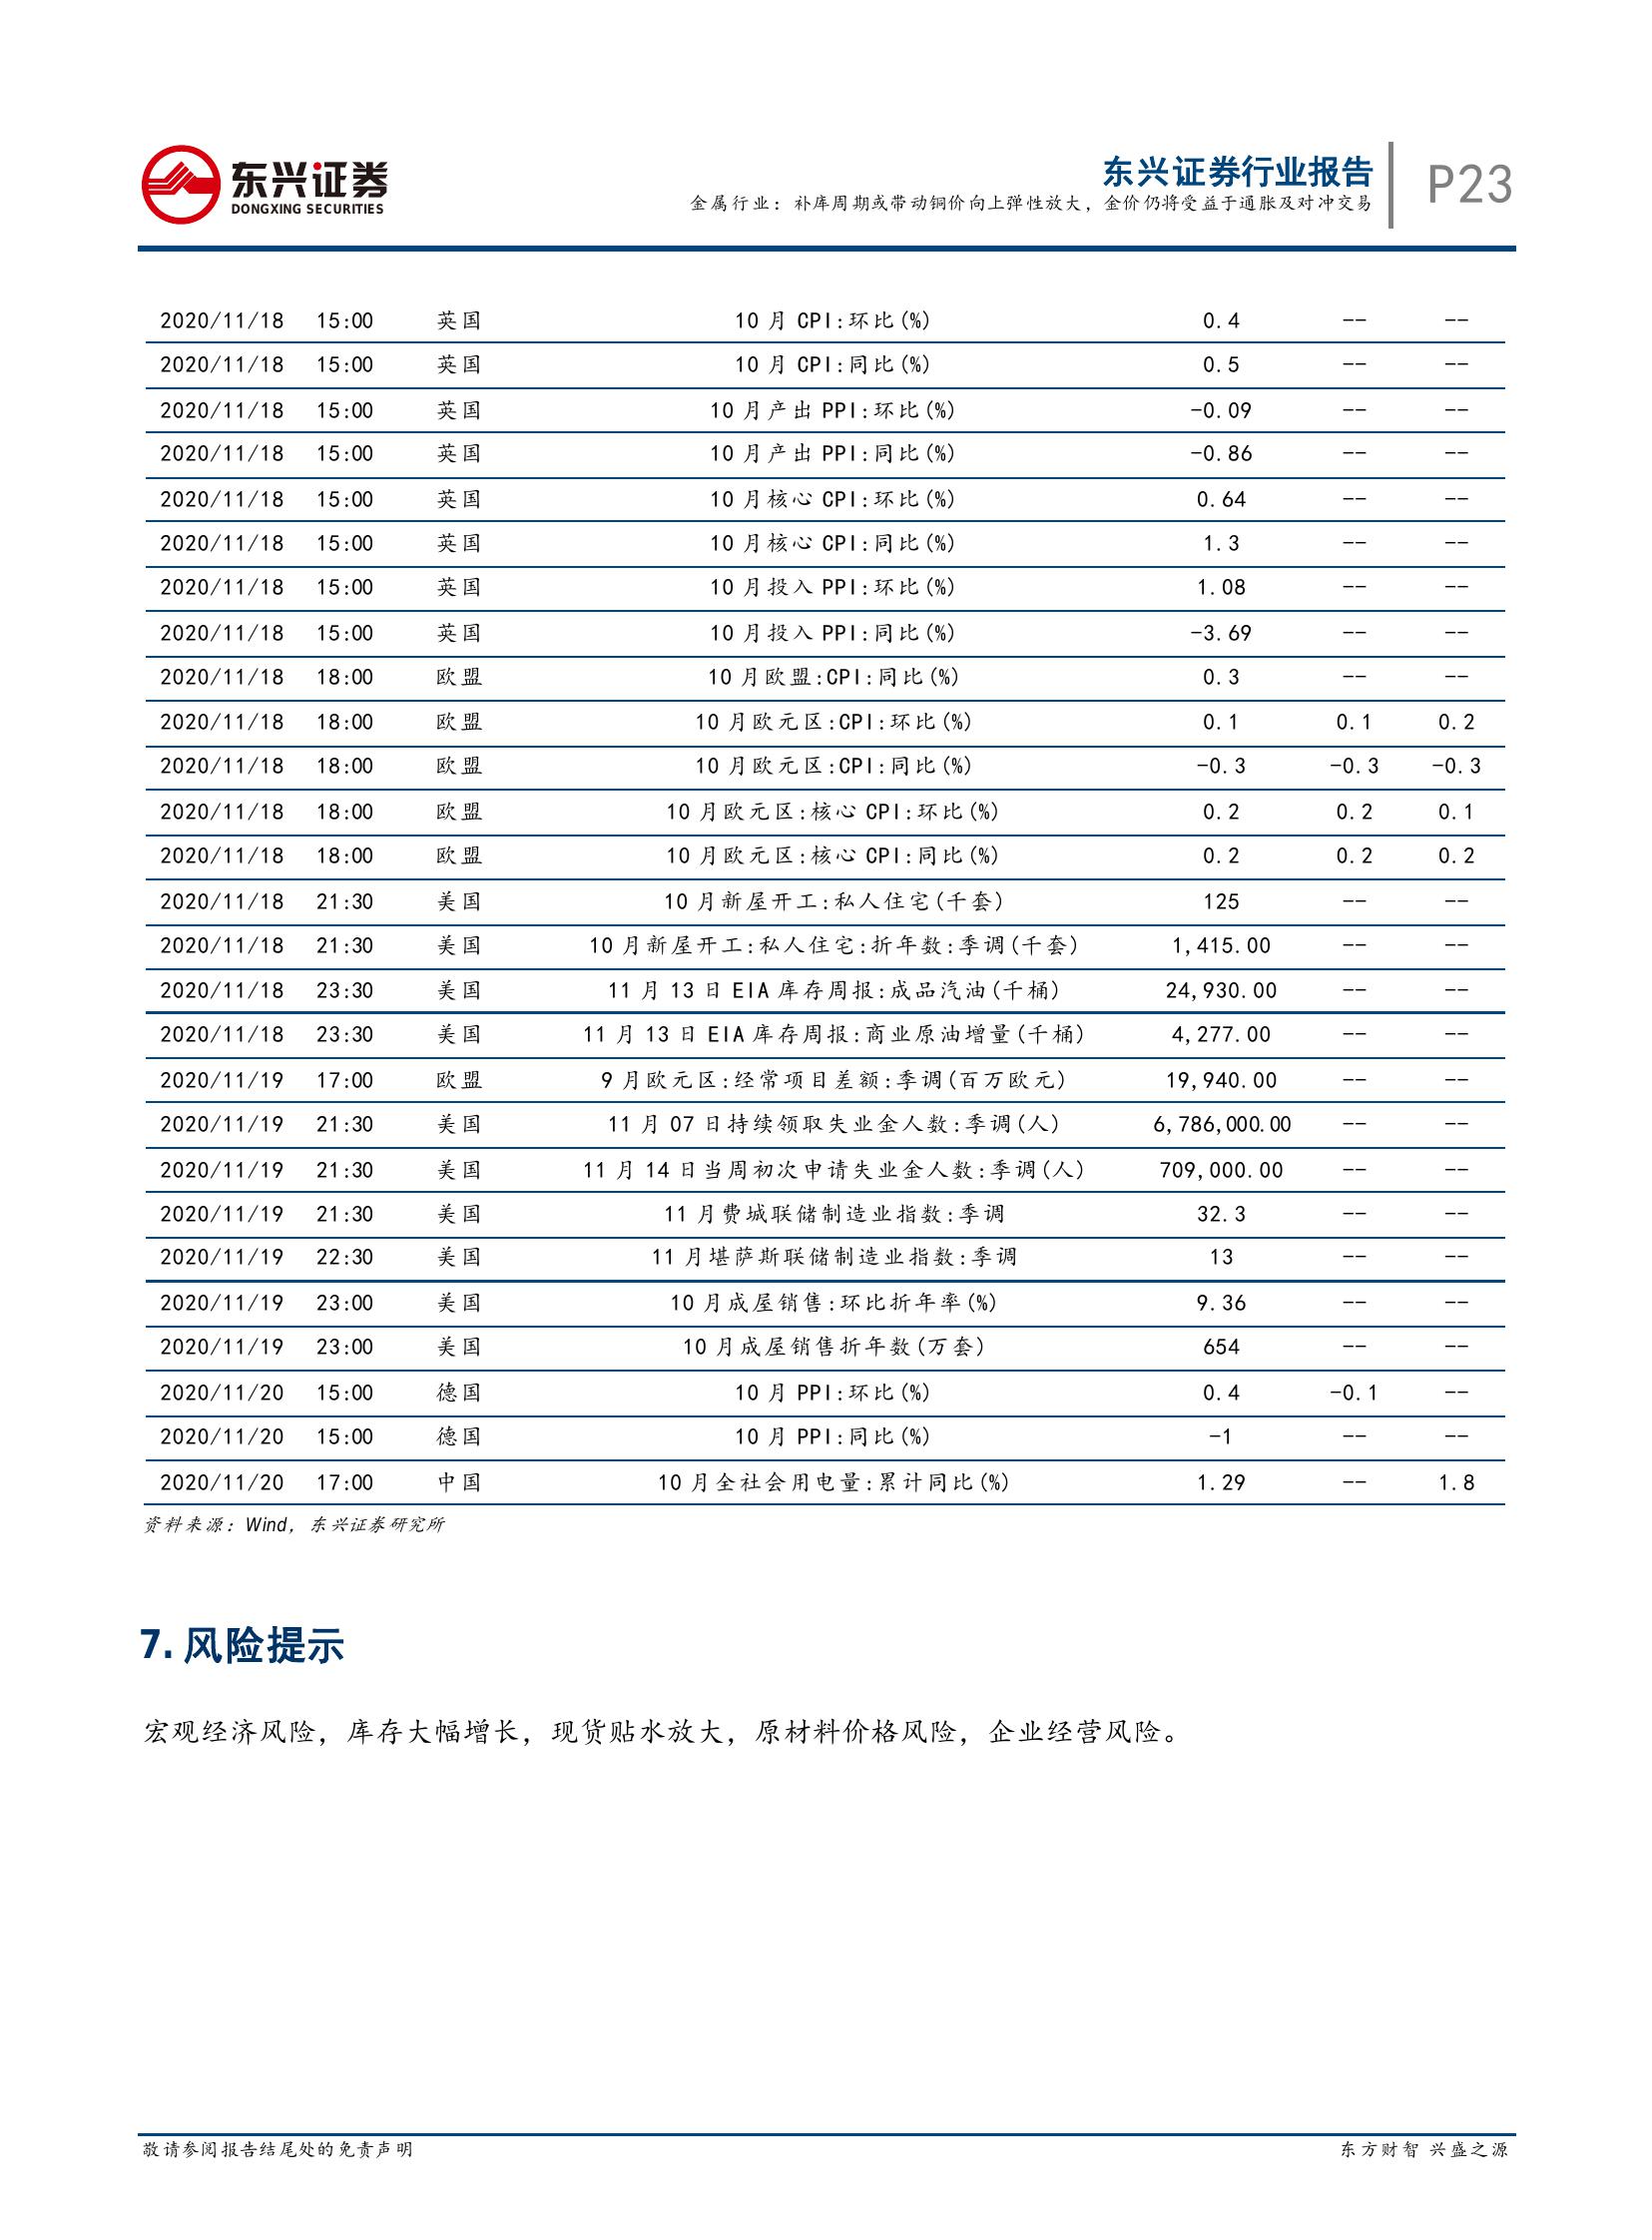 东兴证券
DONGXING SECURITIES
东兴证券行业报告
金属行业：补库周期或带动铜价向上弹性放大，金价仍将受益于通胀及对冲交易
P23
2020/11/18 15:00 英国 10 月 CPI:环比(%) 0.4 -- --
2020/11/18 15:00 英国 10 月 CPI:同比(%) 0.5 -- --
2020/11/18 15:00 英国 10 月产出 PPI:环比(%) -0.09 -- --
2020/11/18 15:00 英国 10 月产出 PPI:同比(%) -0.86 -- --
2020/11/18 15:00 英国 10 月核心 CPI:环比(%) 0.64 -- --
2020/11/18 15:00 英国 10 月核心 CPI:同比(%) 1.3 -- --
2020/11/18 15:00 英国 10 月投入 PPI:环比(%) 1.08 -- --
2020/11/18 15:00 英国 10 月投入 PPI:同比(%) -3.69 -- --
2020/11/18 18:00 欧盟 10 月欧盟:CPI:同比(%) 0.3 -- --
2020/11/18 18:00 欧盟 10 月欧元区:CPI:环比(%) 0.1 0.1 0.2
2020/11/18 18:00 欧盟 10 月欧元区:CPI:同比(%) -0.3 -0.3 -0.3
2020/11/18 18:00 欧盟 10 月欧元区:核心 CPI:环比(%) 0.2 0.2 0.1
2020/11/18 18:00 欧盟 10 月欧元区:核心 CPI:同比(%) 0.2 0.2 0.2
2020/11/18 21:30 美国 10 月新屋开工:私人住宅(千套) 125 -- --
2020/11/18 21:30 美国 10 月新屋开工:私人住宅:折年数:季调(千套) 1,415.00 -- --
2020/11/18 23:30 美国 11 月 13 日 EIA 库存周报:成品汽油(千桶) 24,930.00 -- --
2020/11/18 23:30 美国 11 月 13 日 EIA 库存周报:商业原油增量(千桶) 4,277.00 -- --
2020/11/19 17:00 欧盟 9 月欧元区:经常项目差额:季调(百万欧元) 19,940.00 -- --
2020/11/19 21:30 美国 11 月 07 日持续领取失业金人数:季调(人) 6,786,000.00 -- --
2020/11/19 21:30 美国 11 月 14 日当周初次申请失业金人数:季调(人) 709,000.00 -- --
2020/11/19 21:30 美国 11 月费城联储制造业指数:季调 32.3 -- --
2020/11/19 22:30 美国 11 月堪萨斯联储制造业指数:季调 13 -- --
2020/11/19 23:00 美国 10 月成屋销售:环比折年率(%) 9.36 -- --
2020/11/19 23:00 美国 10 月成屋销售折年数(万套) 654 -- --
2020/11/20 15:00 德国 10 月 PPI:环比(%) 0.4 -0.1 --
2020/11/20 15:00 德国 10 月 PPI:同比(%) -1 -- --
2020/11/20 17:00 中国 10 月全社会用电量:累计同比(%) 1.29 -- 1.8
资料来源：Wind，东兴证券研究所
7. 风险提示
宏观经济风险，库存大幅增长，现货贴水放大，原材料价格风险，企业经营风险。
敬请参阅报告结尾处的免责声明
东方财智 兴盛之源